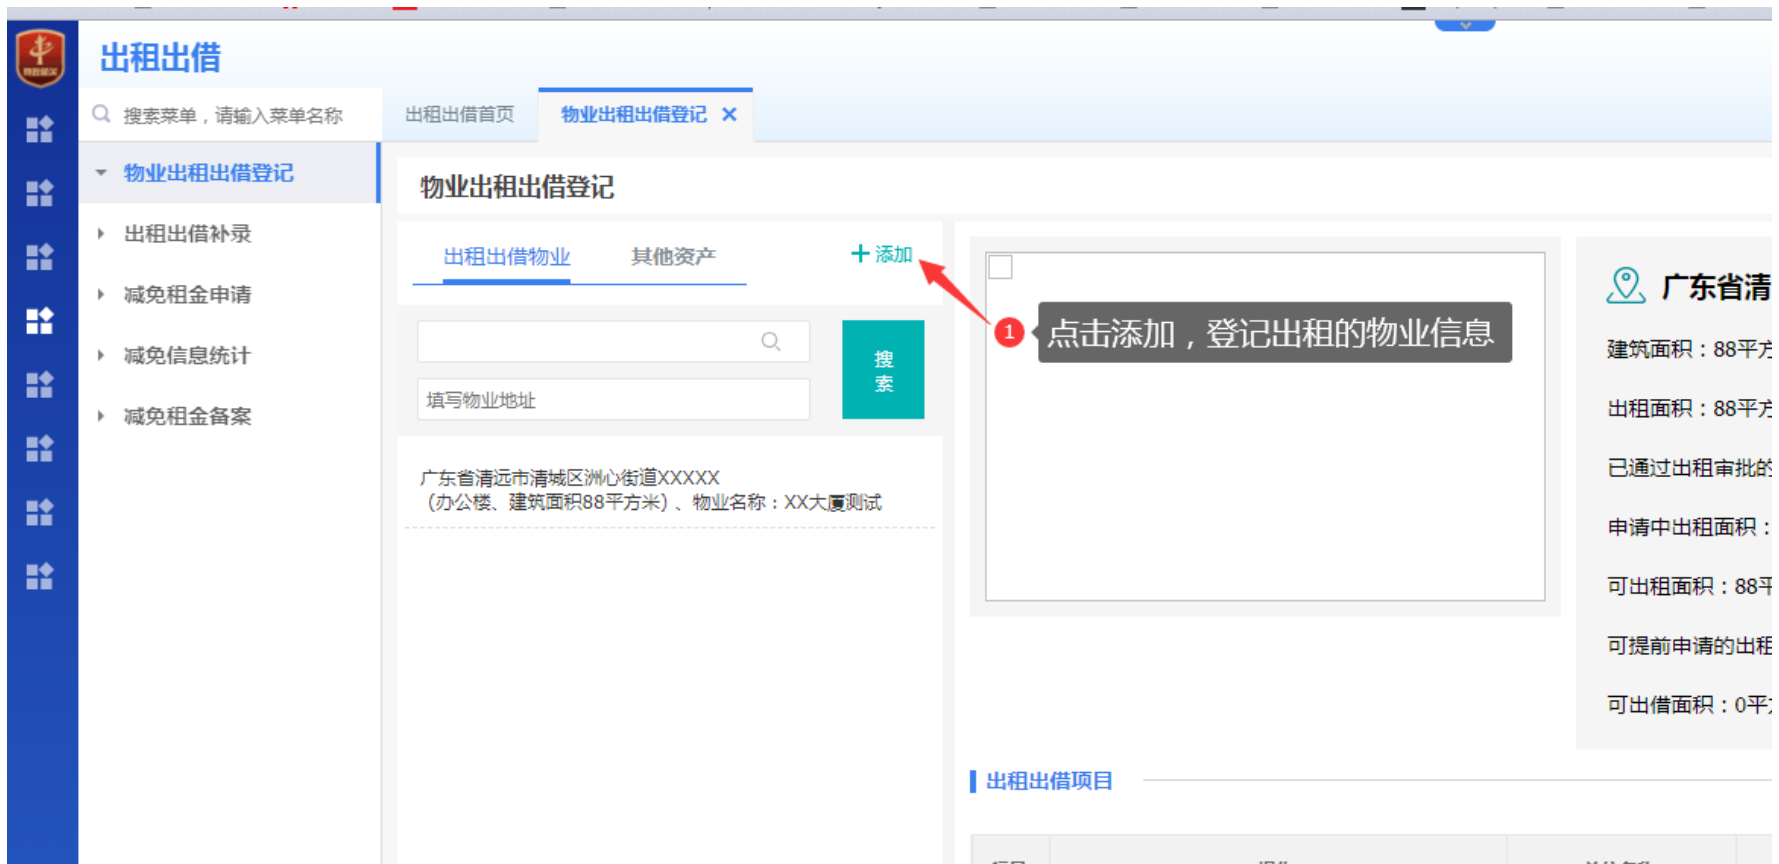 出租出借
搜索菜单，请输入菜单名称
出租出借首页
物业出租出借登记
物业出租出借登记
出租出借补录
减免租金申请
减免信息统计
减免租金备案
物业出租出借登记
出租出借物业
其他资产
添加
搜
索
填写物业地址
广东省清远市清城区洲心街道XXXXX
（办公楼、建筑面积88平方米）、物业名称：XX大厦测试
1
点击添加，登记出租的物业信息
广东省清
建筑面积：88平方
出租面积：88平方
已通过出租审批的
申请中出租面积：
可出租面积：88平
可提前申请的出租
可出借面积：0平方
出租出借项目